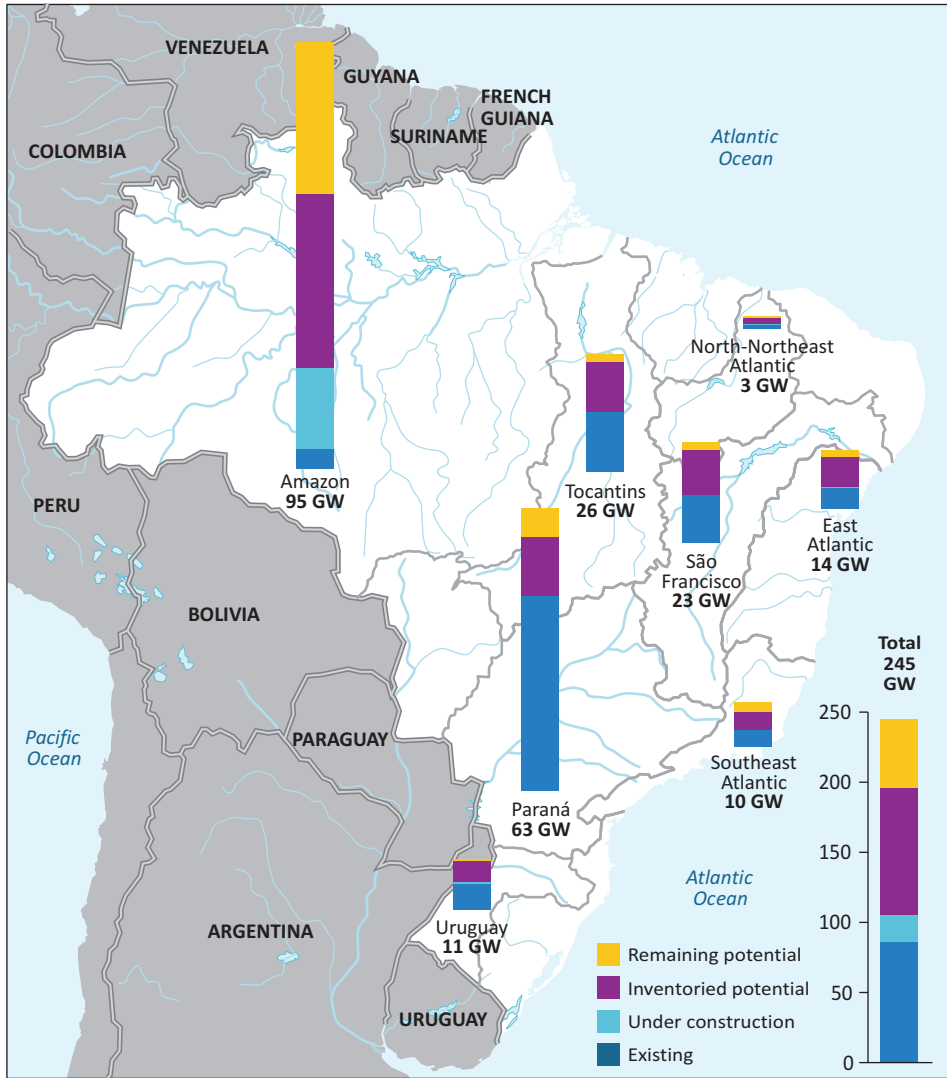 VENEZUELA
GUYANA
FRENCH
GUIANA
SURINAME
COLOMBIA
Atlantic
Ocean
North-Northeast
Atlantic
3 GW
Amazon
95 GW
Tocantins
26 GW
PERU
São
Francisco
23 GW
East
Atlantic
14 GW
BOLIVIA
Total
245
GW
PARAGUAY
Pacific
Ocean
Paraná
63 GW
Southeast
Atlantic
10 GW
250
200
150
100
50
0
Uruguay
11 GW
ARGENTINA
Atlantic
Ocean
URUGUAY
Remaining potential
Inventoried potential
Under construction
Existing